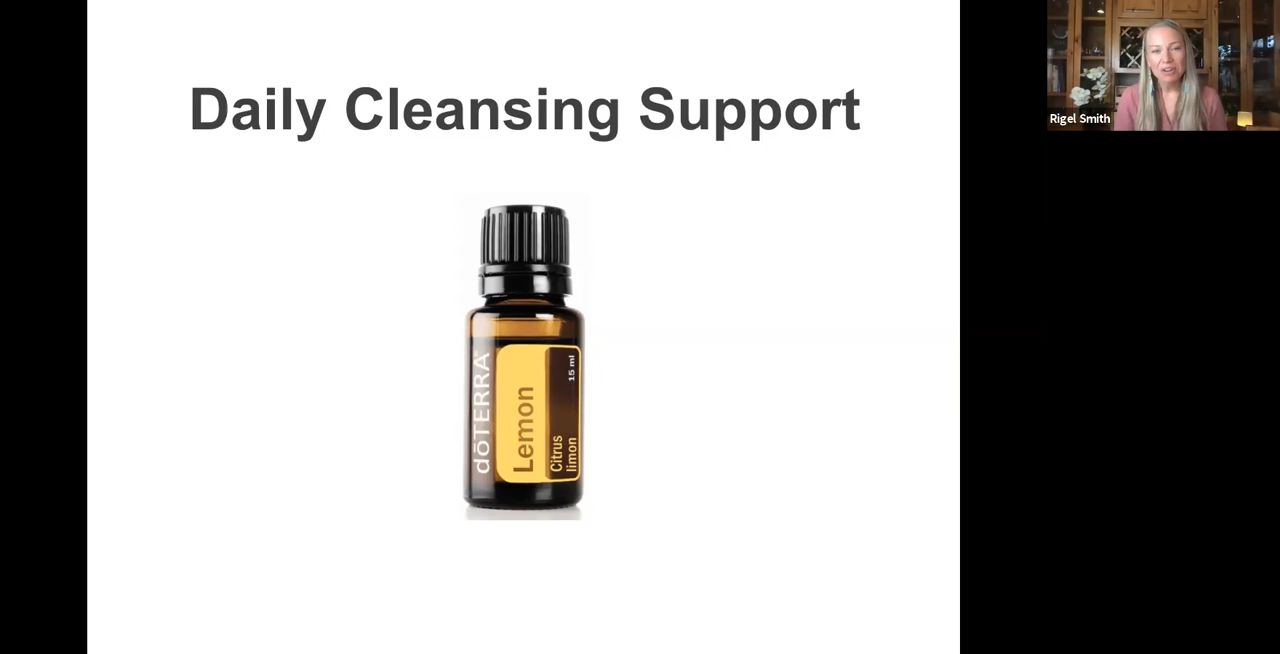 Daily Cleansing Support
Rigel Smith
dōTERRA
Lemon
Citrus
limon
15 ml